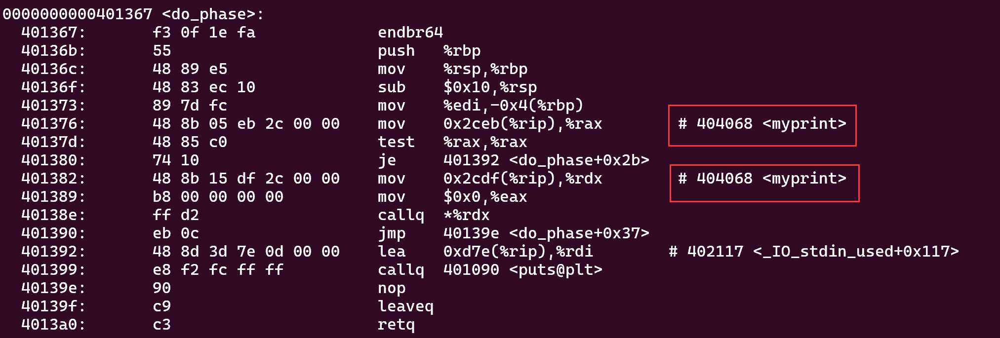 0000000000401367 <do_phase>:
401367: f3 0f 1e fa endbr64
40136b: 55 push %rbp
40136c: 48 89 e5 mov %rsp,%rbp
40136f: 48 83 ec 10 sub $0x10,%rsp
401373: 89 7d fc mov %edi,-0x4(%rbp)
401376: 48 8b 05 eb 2c 00 00 mov 0x2ceb(%rip),%rax # 404068 <myprint>
40137d: 48 85 c0 test %rax,%rax
401380: 74 10 je 401392 <do_phase+0x2b>
401382: 48 8b 15 df 2c 00 00 mov 0x2cdf(%rip),%rdx # 404068 <myprint>
401389: b8 00 00 00 00 mov $0x0,%eax
40138e: ff d2 callq *%rdx
401390: eb 0c jmp 40139e <do_phase+0x37>
401392: 48 8d 3d 7e 0d 00 00 lea 0xd7e(%rip),%rdi # 402117 <_IO_stdin_used+0x117>
401399: e8 f2 fc ff ff callq 401090 <puts@plt>
40139e: 90 nop
40139f: c9 leaveq
4013a0: c3 retq